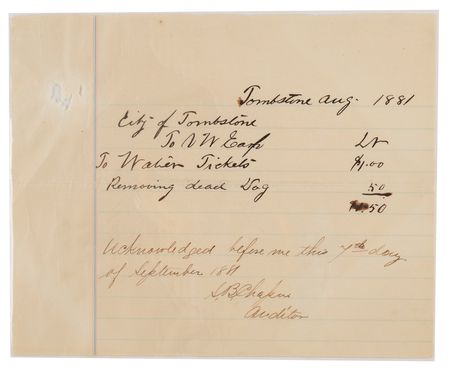 Tombstone Aug. 1881
City of Tombstone
To V W Earp Dr
To Water Tickets $1.00
Removing dead Dog 50
$1.50
Acknowledged before me this 7th day
of September 1881
S B Chapin
Auditor